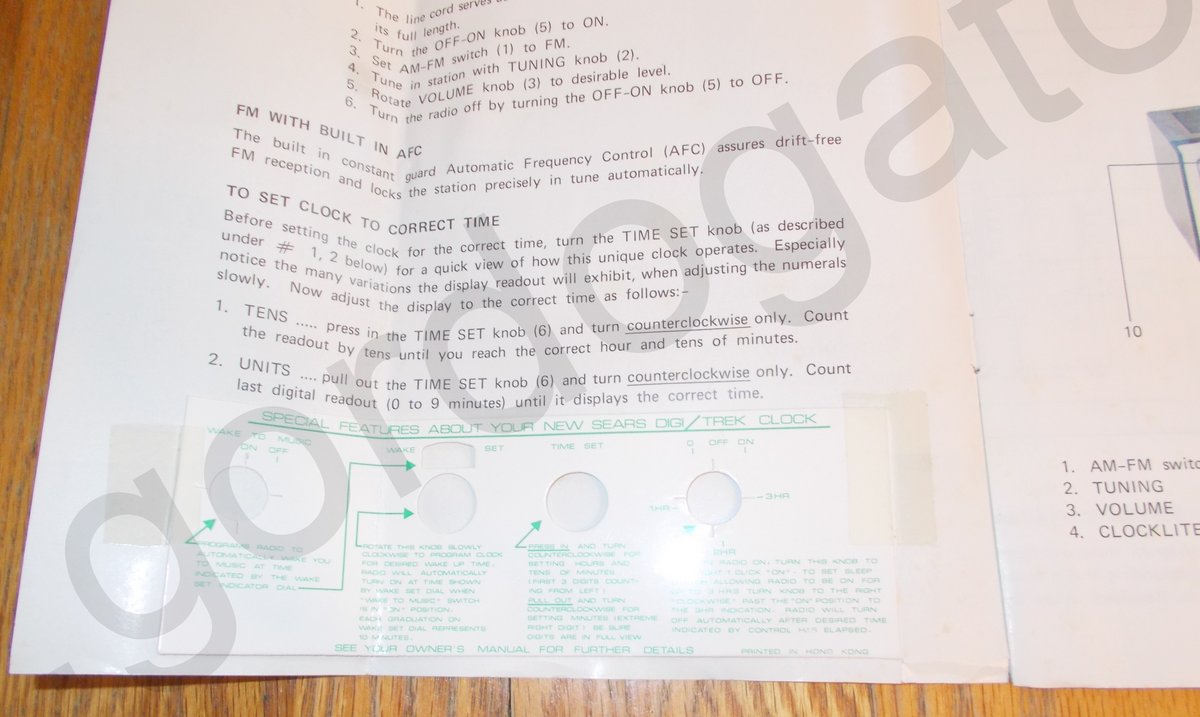 1. The line cord serves
its full length.
2. Turn the OFF-ON knob (5) to ON.
3. Set AM-FM switch (1) to FM.
4. Tune in station with TUNING knob (2).
5. Rotate VOLUME knob (3) to desirable level.
6. Turn the radio off by turning the OFF-ON knob (5) to OFF.
FM WITH BUILT IN AFC
The built in constant guard Automatic Frequency Control (AFC) assures drift-free
FM reception and locks the station precisely in tune automatically.
TO SET CLOCK TO CORRECT TIME
Before setting the clock for the correct time, turn the TIME SET knob (as described
under # 1, 2 below) for a quick view of how this unique clock operates. Especially
notice the many variations the display readout will exhibit, when adjusting the numerals
slowly. Now adjust the display to the correct time as follows:-
1. TENS ..... press in the TIME SET knob (6) and turn counterclockwise only. Count
the readout by tens until you reach the correct hour and tens of minutes.
2. UNITS .... pull out the TIME SET knob (6) and turn counterclockwise only. Count
last digital readout (0 to 9 minutes) until it displays the correct time.
SPECIAL FEATURES ABOUT YOUR NEW SEARS DIGI/TREK CLOCK
WAKE TO MUSIC
ON OFF
WAKE SET
TIME SET
0 OFF ON
1HR
3HR
2HR
PROGRAMS RADIO TO
AUTOMATICALLY WAKE YOU
TO MUSIC AT TIME
INDICATED BY THE WAKE
SET INDICATOR DIAL
ROTATE THIS KNOB SLOWLY
CLOCKWISE TO PROGRAM CLOCK
FOR DESIRED WAKE UP TIME.
RADIO WILL AUTOMATICALLY
TURN ON AT TIME SHOWN
BY WAKE SET DIAL WHEN
"WAKE TO MUSIC" SWITCH
IS IN "ON" POSITION.
EACH GRADUATION ON
WAKE SET DIAL REPRESENTS
10 MINUTES.
PRESS IN AND TURN
COUNTERCLOCKWISE FOR
SETTING HOURS AND
TENS OF MINUTES.
(FIRST 3 DIGITS COUNT-
ING FROM LEFT)
PULL OUT AND TURN
COUNTERCLOCKWISE FOR
SETTING MINUTES (EXTREME
RIGHT DIGIT) BE SURE
DIGITS ARE IN FULL VIEW
RADIO ON, TURN THIS KNOB TO
1 CLICK "ON" - TO SET SLEEP
ALLOWING RADIO TO BE ON FOR
UP TO 3 HRS TURN KNOB TO THE RIGHT
"CLOCKWISE" PAST THE "ON" POSITION TO
THE 3HR INDICATION. RADIO WILL TURN
OFF AUTOMATICALLY AFTER DESIRED TIME
INDICATED BY CONTROL HAS ELAPSED.
SEE YOUR OWNER'S MANUAL FOR FURTHER DETAILS
PRINTED IN HONG KONG
10
1. AM-FM switc
2. TUNING
3. VOLUME
4. CLOCKLITE
gordogato